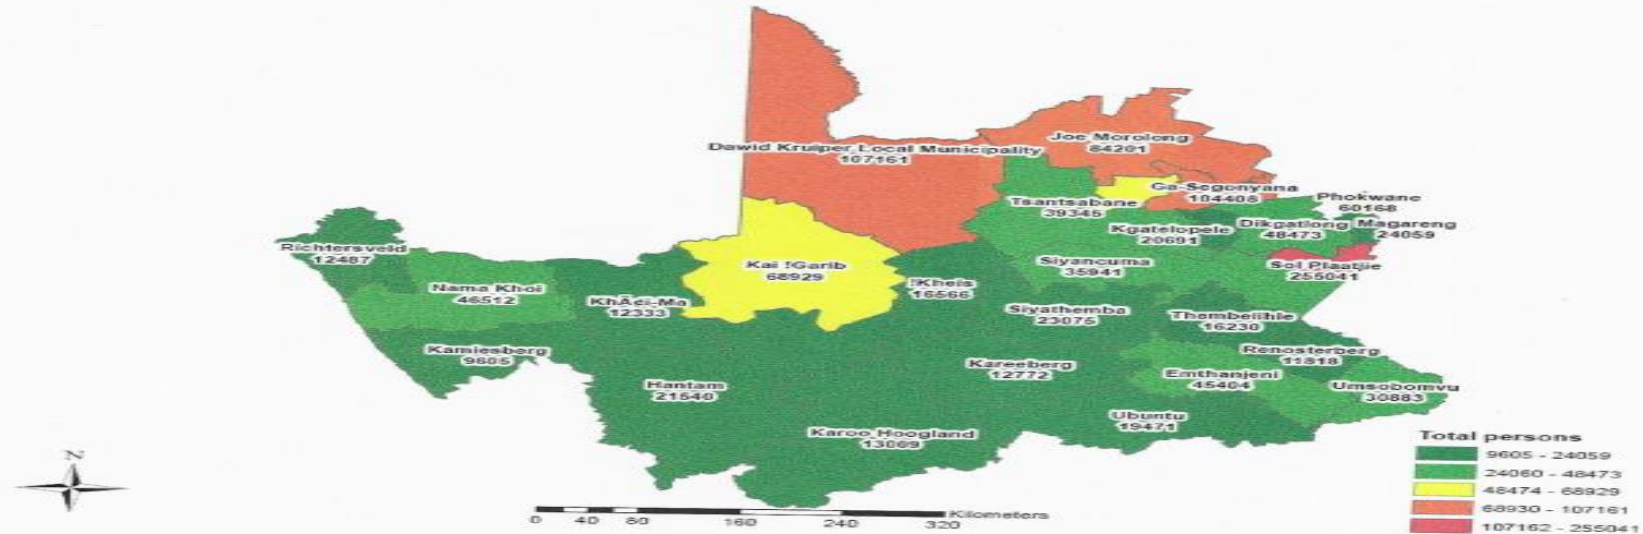 Joe Morolong
84201
Dawid Kruiper Local Municipality
107161
Ga-Segonyana
104408
Phokwane
60168
Tsantsabane
39345
Kgatelopele
20691
Dikgatlong
48473
Magareng
24059
Richtersveld
12487
Siyancuma
35941
Sol Plaatjie
255041
Kai !Garib
68929
!Kheis
16566
Nama Khoi
46512
KhÃci-Ma
12333
Siyathemba
23075
Thembelihle
16230
Kamiesberg
9605
Renosterberg
11818
Kareeberg
12772
Emthanjeni
45404
Hantam
21540
Umsobomvu
30883
Ubuntu
19471
Karoo Hoogland
13069
N
Total persons
9605 - 24059
24060 - 48473
48474 - 68929
68930 - 107161
107162 - 255041
0 40 80 160 240 320
Kilometers